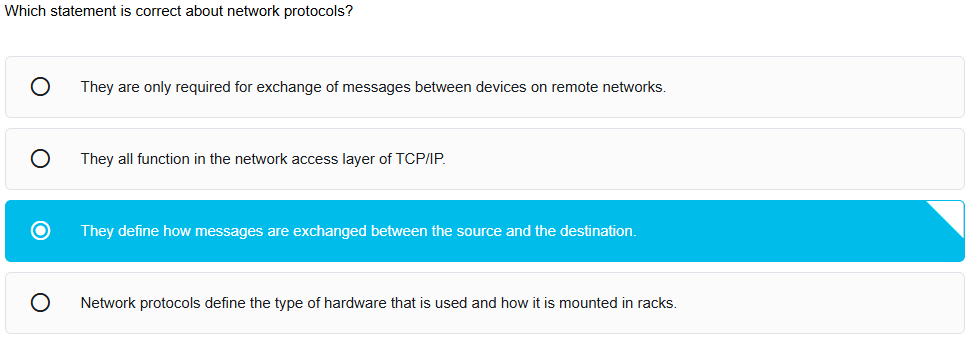 Which statement is correct about network protocols?
They are only required for exchange of messages between devices on remote networks.
They all function in the network access layer of TCP/IP.
They define how messages are exchanged between the source and the destination.
Network protocols define the type of hardware that is used and how it is mounted in racks.